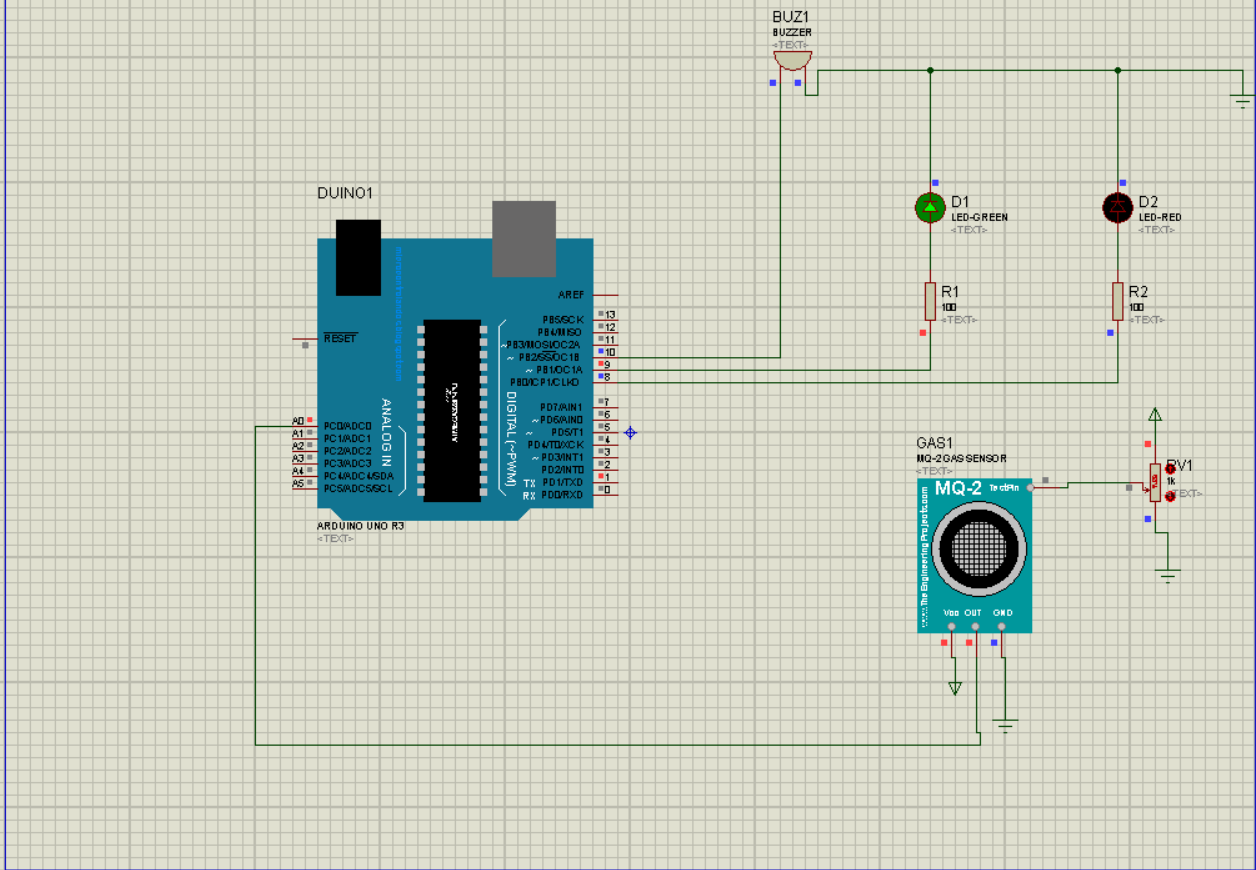 BUZ1
BUZZER
<TEXT>
DUINO1
RESET
AREF
PB5/SCK 13
PB4/MISO 12
~PB3/MOSI/OC2A 11
~ PB2/SS/OC1B 10
~ PB1/OC1A 9
PB0/ICP1/CLKO 8
A0 PC0/ADC0
A1 PC1/ADC1
A2 PC2/ADC2
A3 PC3/ADC3
A4 PC4/ADC4/SDA
A5 PC5/ADC5/SCL
ANALOG IN
DIGITAL (~PWM)
PD7/AIN1 7
~ PD6/AIN0 6
~ PD5/T1 5
PD4/T0/XCK 4
~ PD3/INT1 3
PD2/INT0 2
TX PD1/TXD 1
RX PD0/RXD 0
ARDUINO UNO R3
<TEXT>
D1
LED-GREEN
<TEXT>
D2
LED-RED
<TEXT>
R1
100
<TEXT>
R2
100
<TEXT>
GAS1
MQ-2 GAS SENSOR
<TEXT>
MQ-2 TestPin
www.TheEngineeringProjects.com
Vcc OUT GND
RV1
1k
<TEXT>